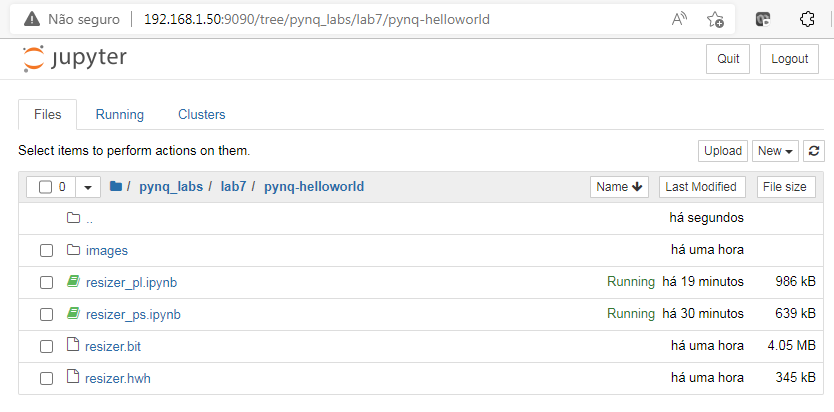 Não seguro 192.168.1.50:9090/tree/pynq_labs/lab7/pynq-helloworld
jupyter Quit Logout
Files Running Clusters
Select items to perform actions on them. Upload New
0 / pynq_labs / lab7 / pynq-helloworld Name Last Modified File size
.. há segundos
images há uma hora
resizer_pl.ipynb Running há 19 minutos 986 kB
resizer_ps.ipynb Running há 30 minutos 639 kB
resizer.bit há uma hora 4.05 MB
resizer.hwh há uma hora 345 kB